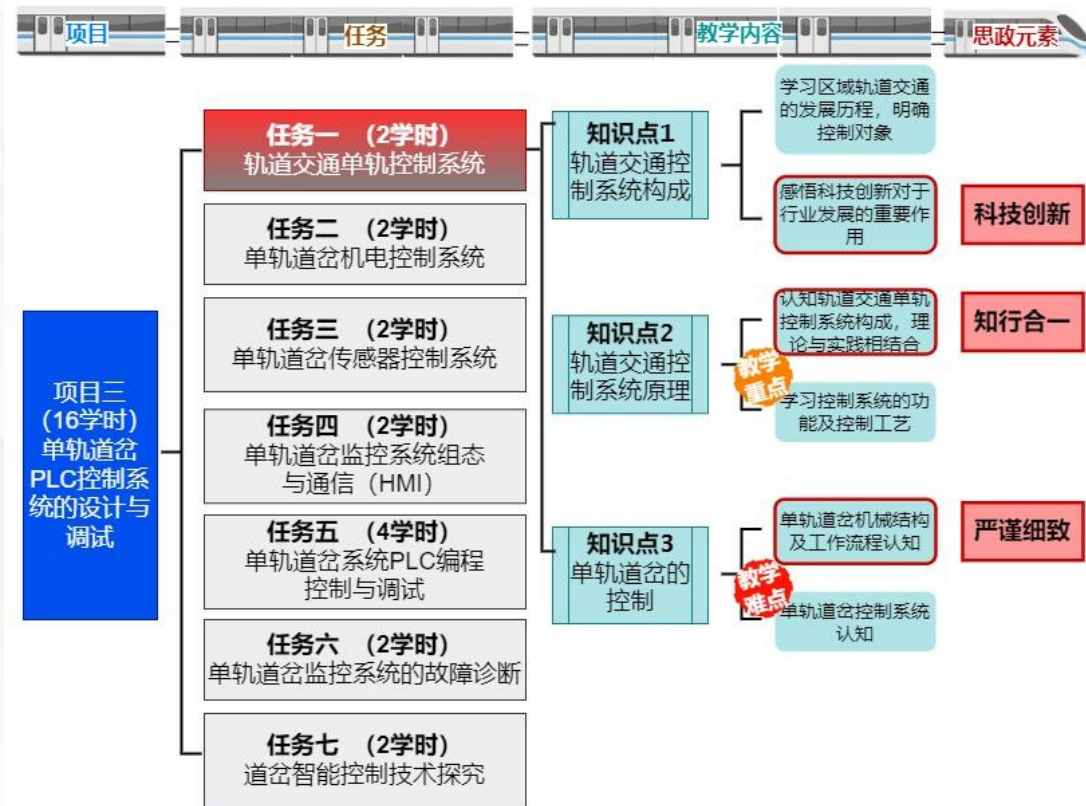 项目
任务
教学内容
思政元素
项目三
（16学时）
单轨道岔
PLC控制系
统的设计与
调试
任务一 （2学时）
轨道交通单轨控制系统
任务二 （2学时）
单轨道岔机电控制系统
任务三 （2学时）
单轨道岔传感器控制系统
任务四 （2学时）
单轨道岔监控系统组态
与通信（HMI）
任务五 （4学时）
单轨道岔系统PLC编程
控制与调试
任务六 （2学时）
单轨道岔监控系统的故障诊断
任务七 （2学时）
道岔智能控制技术探究
知识点1
轨道交通控
制系统构成
学习区域轨道交通
的发展历程，明确
控制对象
感悟科技创新对于
行业发展的重要作
用
科技创新
知识点2
轨道交通控
制系统原理
教学
重点
认知轨道交通单轨
控制系统构成，理
论与实践相结合
知行合一
学习控制系统的功
能及控制工艺
知识点3
单轨道岔的
控制
教学
难点
单轨道岔机械结构
及工作流程认知
严谨细致
单轨道岔控制系统
认知